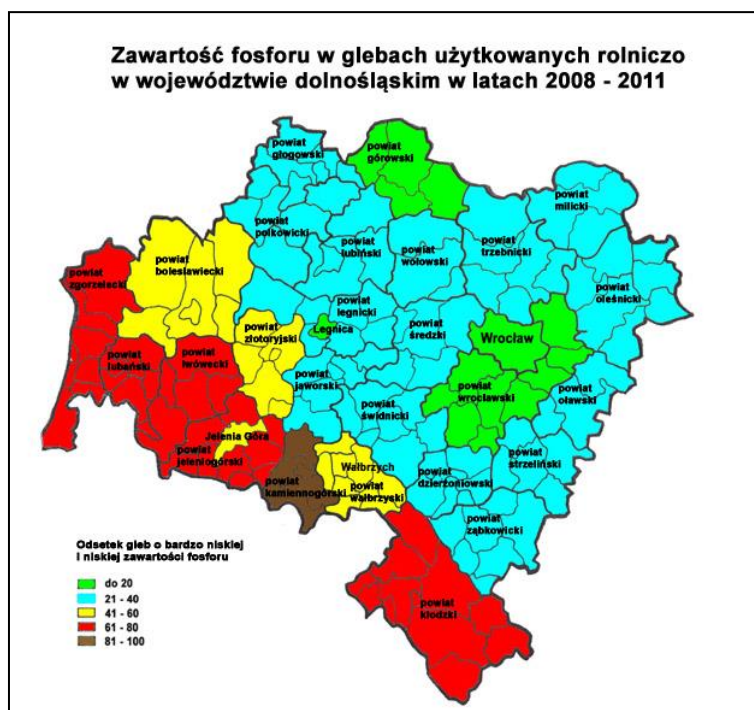 Zawartość fosforu w glebach użytkowanych rolniczo
w województwie dolnośląskim w latach 2008 - 2011
powiat
głogowski
powiat
górowski
powiat
milicki
powiat
polkowicki
powiat
lubiński
powiat
wołowski
powiat
trzebnicki
powiat
bolesławiecki
powiat
zgorzelecki
powiat
oleśnicki
powiat
legnicki
Legnica
powiat
złotoryjski
powiat
średzki
Wrocław
powiat
lubański
powiat
lwówecki
powiat
jaworski
powiat
wrocławski
powiat
oławski
powiat
świdnicki
Jelenia Góra
powiat
jeleniogórski
powiat
strzeliński
Wałbrzych
powiat
kamiennogórski
powiat
wałbrzyski
powiat
dzierżoniowski
powiat
ząbkowicki
powiat
kłodzki
Odsetek gleb o bardzo niskiej
i niskiej zawartości fosforu
do 20
21 - 40
41 - 60
61 - 80
81 - 100